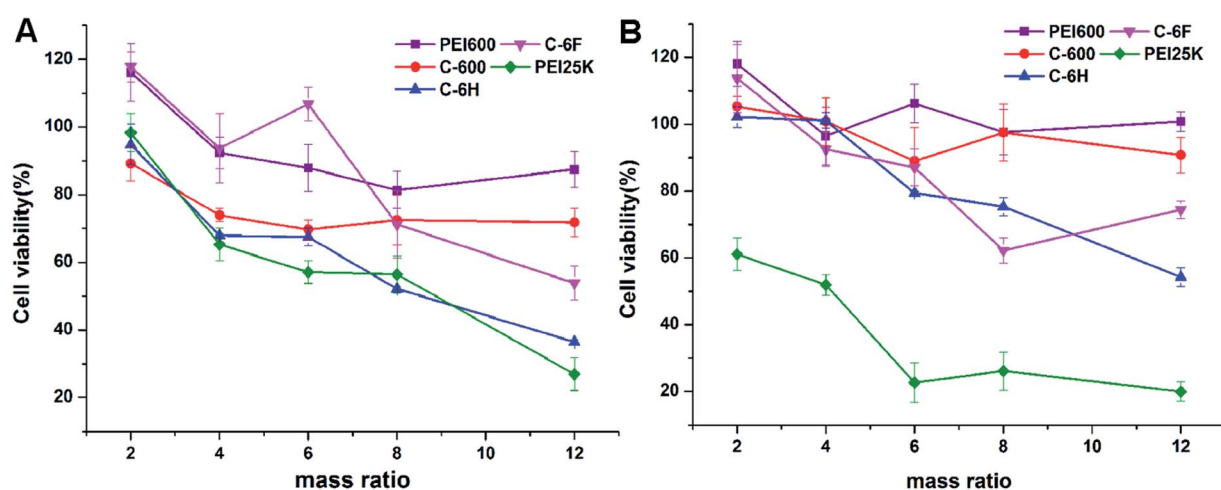 A
PEI600 C-6F
C-600 PEI25K
C-6H
120
100
80
60
40
20
Cell viability(%)
2 4 6 8 10 12
mass ratio
B
PEI600 C-6F
C-600 PEI25K
C-6H
120
100
80
60
40
20
Cell viability(%)
2 4 6 8 10 12
mass ratio